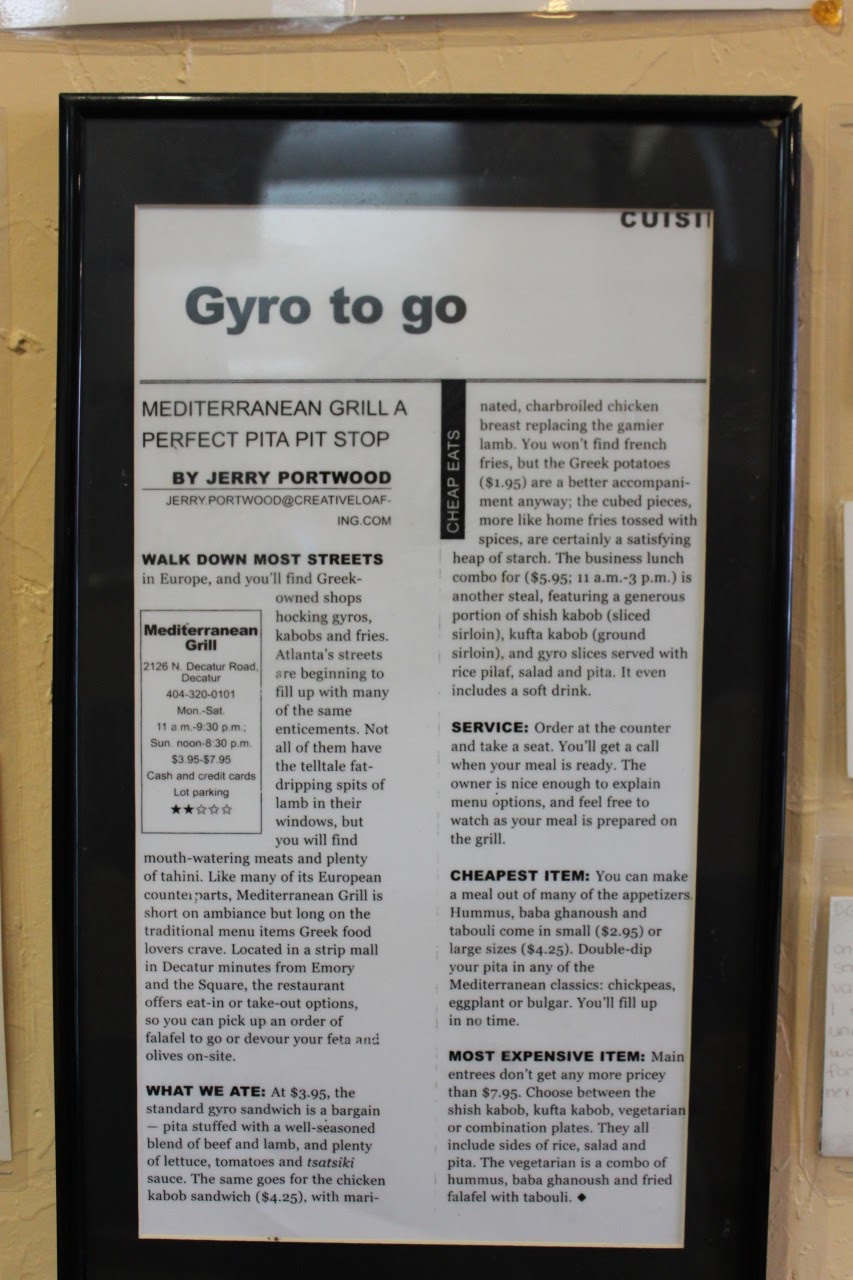 CUISI
Gyro to go
MEDITERRANEAN GRILL A
PERFECT PITA PIT STOP
BY JERRY PORTWOOD
JERRY.PORTWOOD@CREATIVELOAF-
ING.COM
WALK DOWN MOST STREETS
in Europe, and you'll find Greek-
owned shops
hocking gyros,
kabobs and fries.
Atlanta's streets
are beginning to
fill up with many
of the same
enticements. Not
all of them have
the telltale fat-
dripping spits of
lamb in their
windows, but
you will find
Mediterranean
Grill
2126 N. Decatur Road,
Decatur
404-320-0101
Mon.-Sat.
11 a.m.-9:30 p.m.;
Sun. noon-8:30 p.m.
$3.95-$7.95
Cash and credit cards
Lot parking
★★☆☆☆
mouth-watering meats and plenty
of tahini. Like many of its European
counterparts, Mediterranean Grill is
short on ambiance but long on the
traditional menu items Greek food
lovers crave. Located in a strip mall
in Decatur minutes from Emory
and the Square, the restaurant
offers eat-in or take-out options,
so you can pick up an order of
falafel to go or devour your feta and
olives on-site.
WHAT WE ATE: At $3.95, the
standard gyro sandwich is a bargain
— pita stuffed with a well-seasoned
blend of beef and lamb, and plenty
of lettuce, tomatoes and tsatsiki
sauce. The same goes for the chicken
kabob sandwich ($4.25), with mari-
CHEAP EATS
nated, charbroiled chicken
breast replacing the gamier
lamb. You won't find french
fries, but the Greek potatoes
($1.95) are a better accompani-
ment anyway; the cubed pieces,
more like home fries tossed with
spices, are certainly a satisfying
heap of starch. The business lunch
combo for ($5.95; 11 a.m.-3 p.m.) is
another steal, featuring a generous
portion of shish kabob (sliced
sirloin), kufta kabob (ground
sirloin), and gyro slices served with
rice pilaf, salad and pita. It even
includes a soft drink.
SERVICE: Order at the counter
and take a seat. You'll get a call
when your meal is ready. The
owner is nice enough to explain
menu options, and feel free to
watch as your meal is prepared on
the grill.
CHEAPEST ITEM: You can make
a meal out of many of the appetizers.
Hummus, baba ghanoush and
tabouli come in small ($2.95) or
large sizes ($4.25). Double-dip
your pita in any of the
Mediterranean classics: chickpeas,
eggplant or bulgar. You'll fill up
in no time.
MOST EXPENSIVE ITEM: Main
entrees don't get any more pricey
than $7.95. Choose between the
shish kabob, kufta kabob, vegetarian
or combination plates. They all
include sides of rice, salad and
pita. The vegetarian is a combo of
hummus, baba ghanoush and fried
falafel with tabouli. ◆